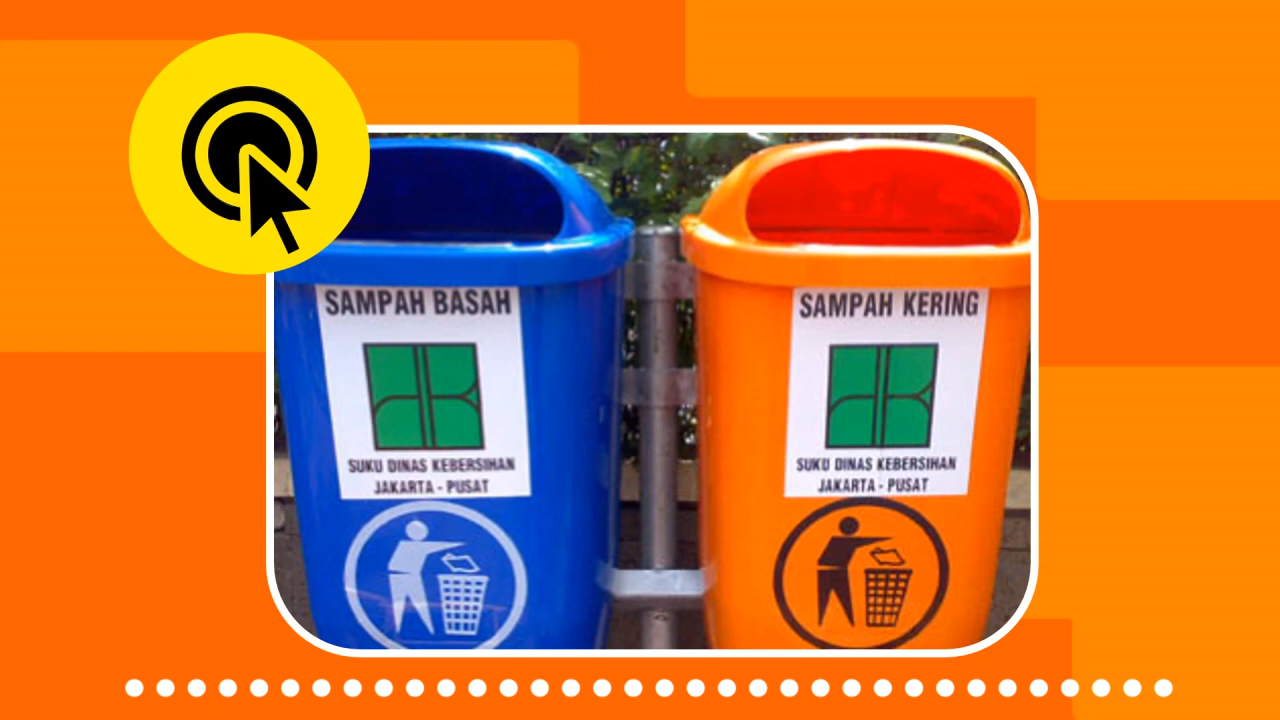 SAMPAH BASAH
SUKU DINAS KEBERSIHAN
JAKARTA - PUSAT
SAMPAH KERING
SUKU DINAS KEBERSIHAN
JAKARTA - PUSAT